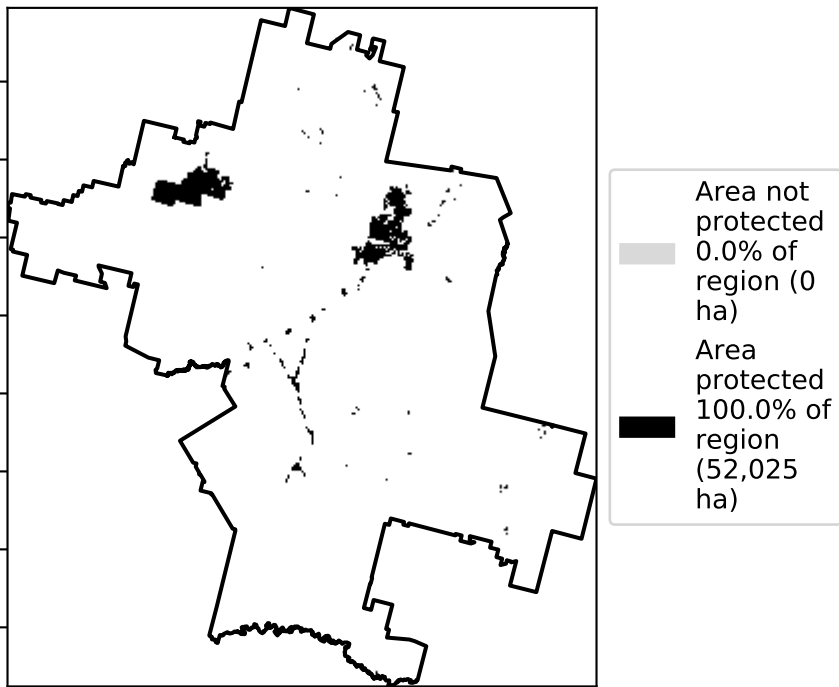 Area not
protected
0.0% of
region (0
ha)
Area
protected
100.0% of
region
(52,025
ha)